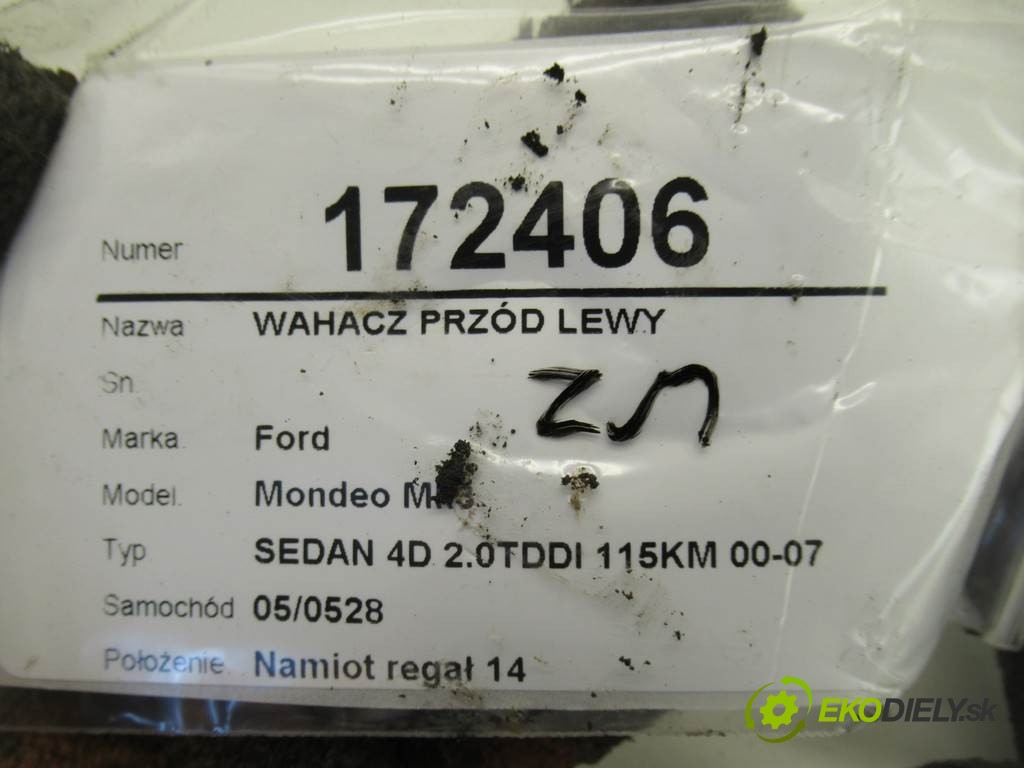 Numer 172406
Nazwa WAHACZ PRZÓD LEWY
Sn.
Marka. Ford
Model. Mondeo
Typ SEDAN 4D 2.0TDDI 115KM 00-07
Samochód 05/0528
Położenie. Namiot regał 14
EKODIELY.sk